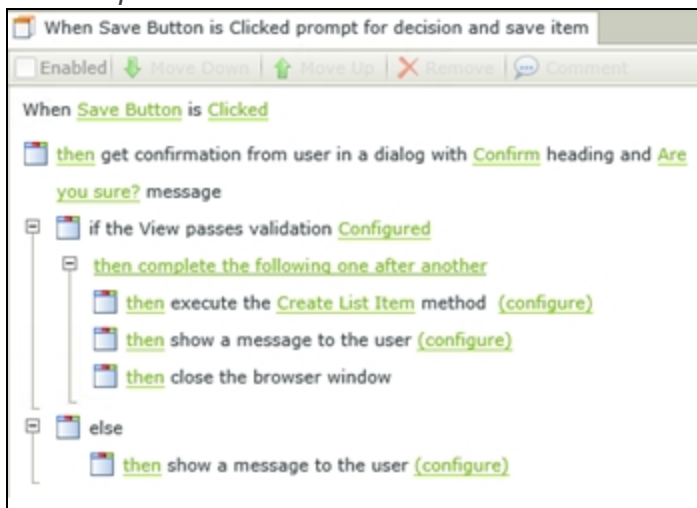 When Save Button is Clicked prompt for decision and save item
Enabled Move Down Move Up Remove Comment
When Save Button is Clicked
then get confirmation from user in a dialog with Confirm heading and Are
you sure? message
if the View passes validation Configured
then complete the following one after another
then execute the Create List Item method (configure)
then show a message to the user (configure)
then close the browser window
else
then show a message to the user (configure)